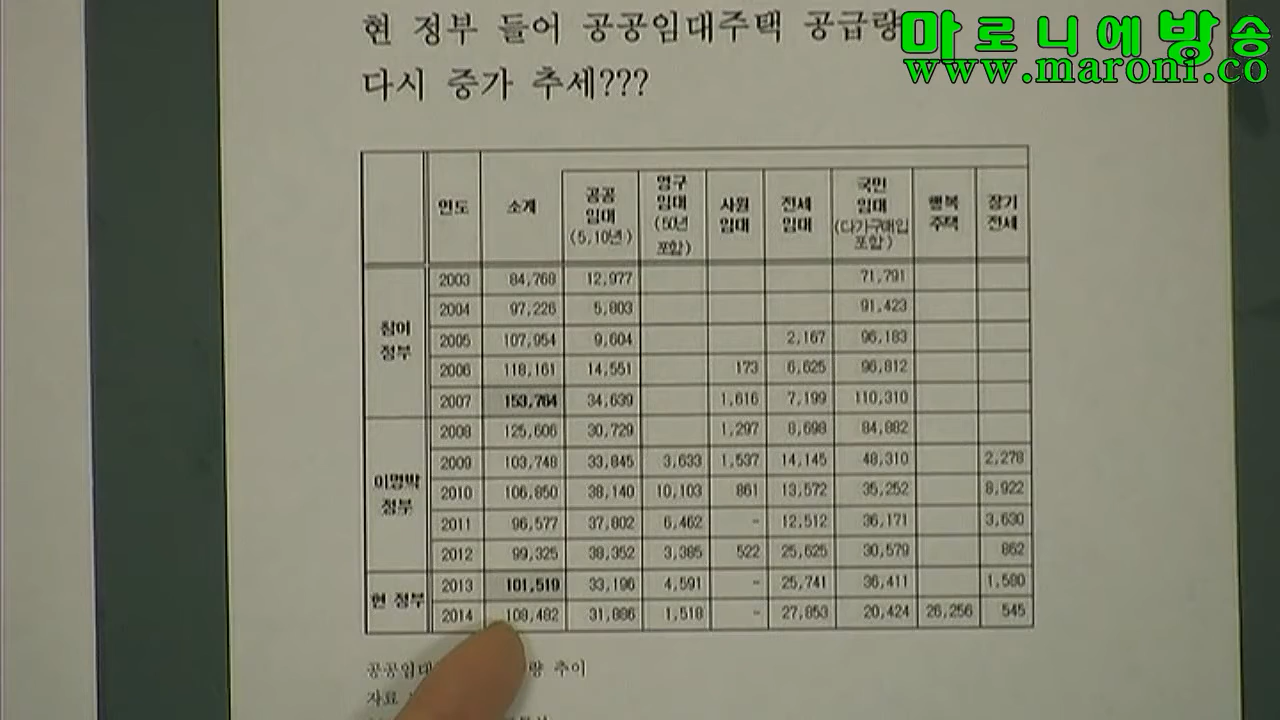 현 정부 들어 공공임대주택 공급량
다시 증가 추세???
마로니에방송
www.maroni.co
연도 소계 공공임대(5,10년) 영구임대(50년포함) 사원임대 전세임대 국민임대(다가구매입포함) 행복주택 장기전세
참여정부 2003 84,768 12,977 71,791
2004 97,226 5,803 91,423
2005 107,954 9,604 2,167 96,183
2006 118,161 14,551 173 6,625 96,812
2007 153,764 34,639 1,616 7,199 110,310
이명박정부 2008 125,606 30,729 1,297 8,698 84,882
2009 103,748 33,845 3,633 1,537 14,145 48,310 2,278
2010 106,850 38,140 10,103 861 13,572 35,252 8,922
2011 96,577 37,802 6,462 - 12,512 36,171 3,630
2012 99,325 38,352 3,385 522 25,625 30,579 862
현 정부 2013 101,519 33,196 4,591 - 25,741 36,411 1,580
2014 108,482 31,886 1,518 - 27,853 20,424 26,256 545
공공임대 량 추이
자료